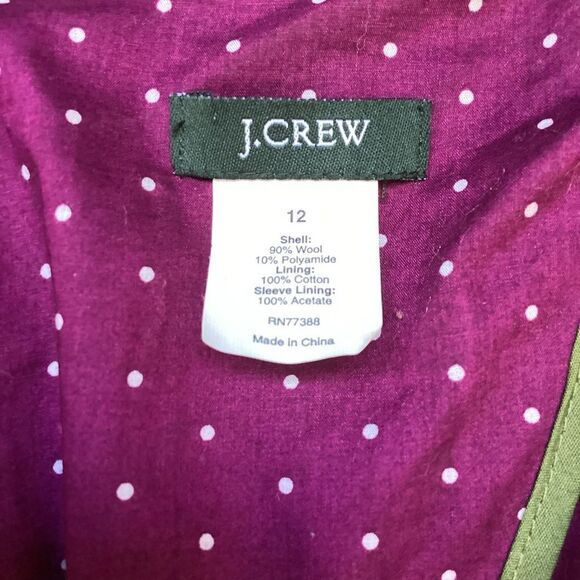 J.CREW
12
Shell:
90% Wool
10% Polyamide
Lining:
100% Cotton
Sleeve Lining:
100% Acetate
RN77388
Made in China